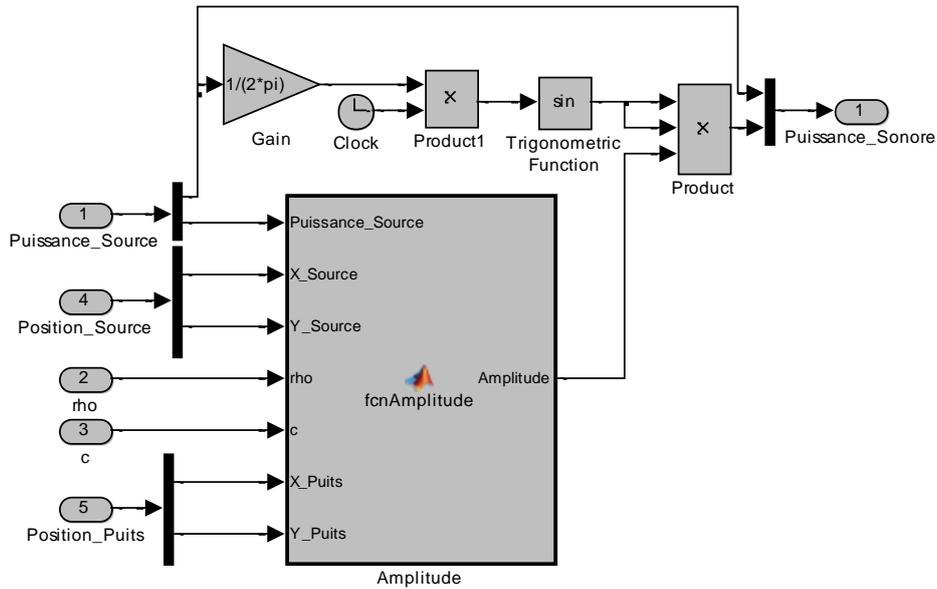 1/(2*pi)
Gain
Clock
×
Product1
sin
Trigonometric
Function
×
Product
1
Puissance_Sonore
1
Puissance_Source
4
Position_Source
2
rho
3
c
5
Position_Puits
Puissance_Source
X_Source
Y_Source
rho
c
X_Puits
Y_Puits
fcnAmplitude
Amplitude
Amplitude